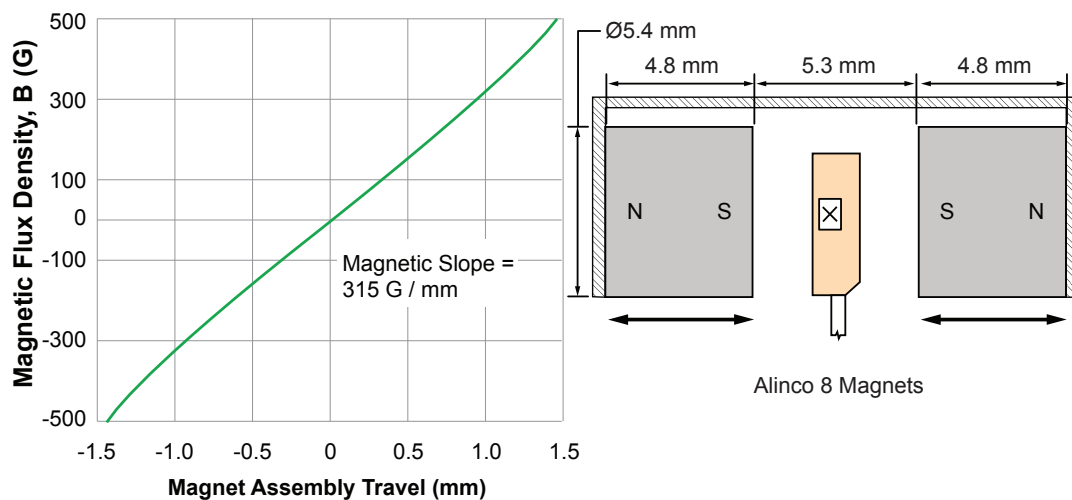 Magnetic Flux Density, B (G)
500
300
100
0
-100
-300
-500
Magnetic Slope =
315 G / mm
-1.5
-1.0
-0.5
0
0.5
1.0
1.5
Magnet Assembly Travel (mm)
Ø5.4 mm
4.8 mm
5.3 mm
4.8 mm
N
S
S
N
Alinco 8 Magnets